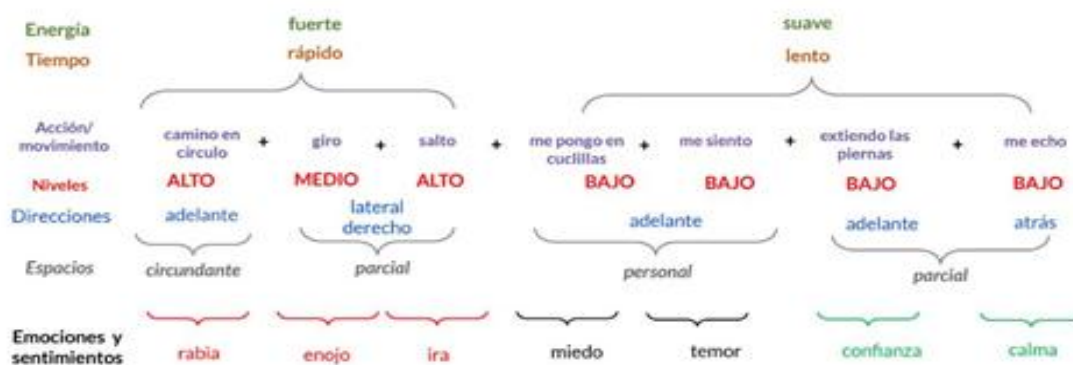 Energía fuerte suave
Tiempo rápido lento
Acción/ movimiento camino en círculo + giro + salto + me pongo en cuclillas + me siento + extiendo las piernas + me echo
Niveles ALTO MEDIO ALTO BAJO BAJO BAJO BAJO
Direcciones adelante lateral derecho adelante adelante atrás
Espacios circundante parcial personal parcial
Emociones y sentimientos rabia enojo ira miedo temor confianza calma